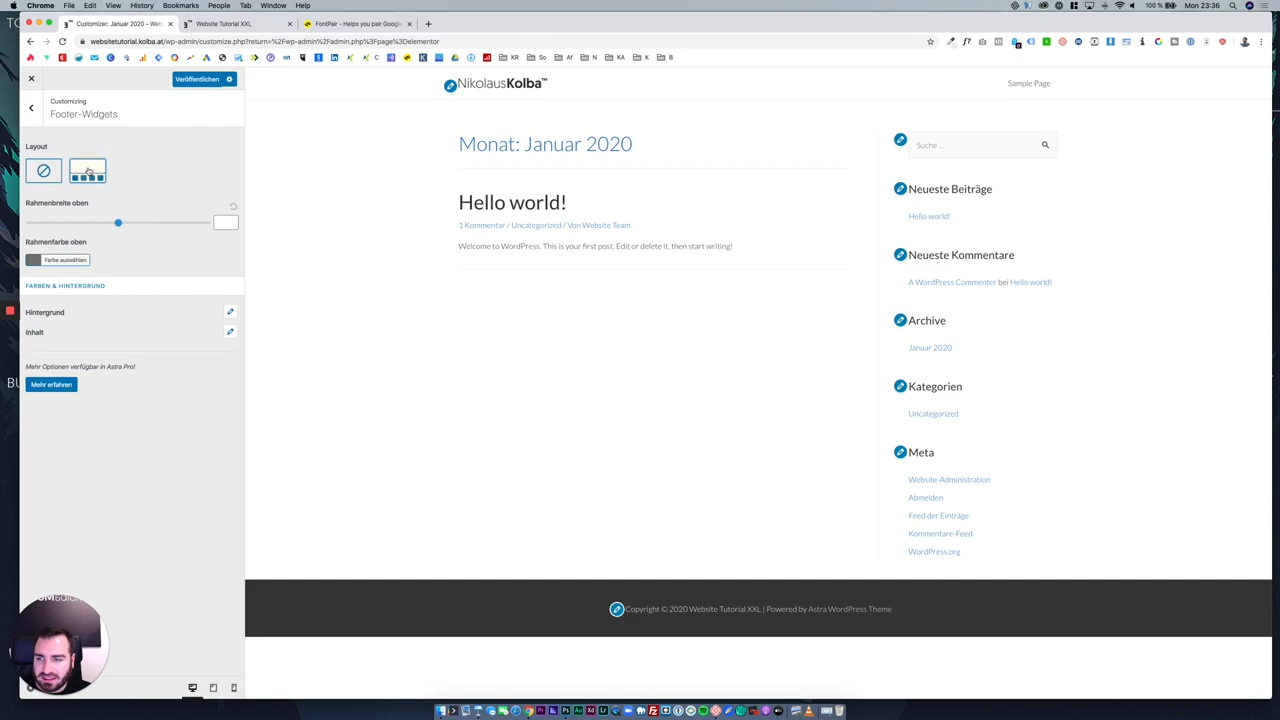 Chrome File Edit View History Bookmarks People Tab Window Help
100 % Mon 23:36
Customizer: Januar 2020 – Web
Website Tutorial XXL
FontPair - Helps you pair Google
websitetutorial.kolba.at/wp-admin/customize.php?return=%2Fwp-admin%2Fadmin.php%3Fpage%3Delementor
KR So Af N KA K B
Veröffentlichen
Customizing
Footer-Widgets
Layout
Rahmenbreite oben
Rahmenfarbe oben
Farbe auswählen
FARBEN & HINTERGRUND
Hintergrund
Inhalt
Mehr Optionen verfügbar in Astra Pro!
Mehr erfahren
NikolausKolba™
Sample Page
Monat: Januar 2020
Hello world!
1 Kommentar / Uncategorized / Von Website Team
Welcome to WordPress. This is your first post. Edit or delete it, then start writing!
Suche …
Neueste Beiträge
Hello world!
Neueste Kommentare
A WordPress Commenter bei Hello world!
Archive
Januar 2020
Kategorien
Uncategorized
Meta
Website-Administration
Abmelden
Feed der Einträge
Kommentare-Feed
WordPress.org
Copyright © 2020 Website Tutorial XXL | Powered by Astra WordPress Theme